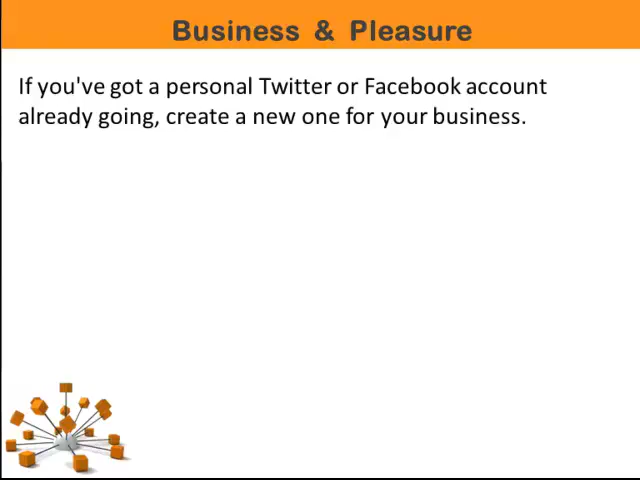 Business & Pleasure
If you've got a personal Twitter or Facebook account
already going, create a new one for your business.